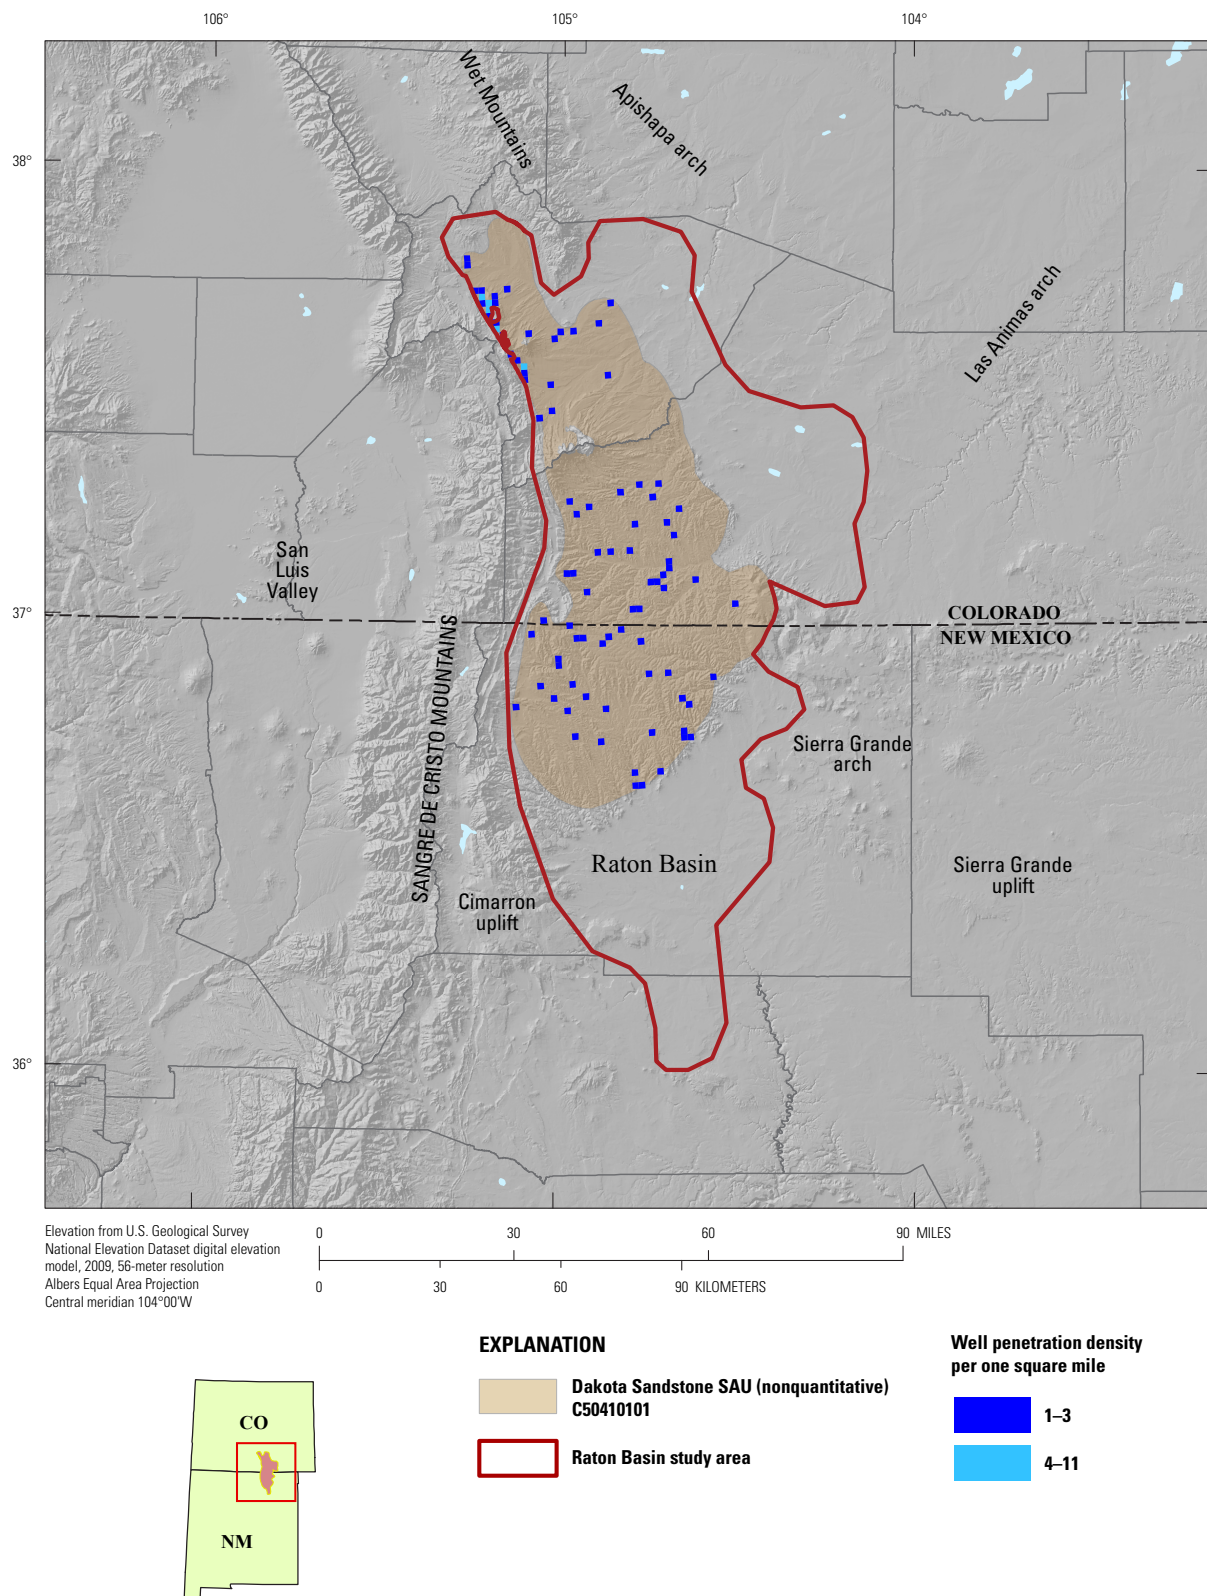 106°
105°
104°
38°
37°
36°
Wet Mountains
Apishapa arch
Las Animas arch
San
Luis
Valley
COLORADO
NEW MEXICO
SANGRE DE CRISTO MOUNTAINS
Sierra Grande
arch
Raton Basin
Sierra Grande
uplift
Cimarron
uplift
Elevation from U.S. Geological Survey
National Elevation Dataset digital elevation
model, 2009, 56-meter resolution
Albers Equal Area Projection
Central meridian 104°00'W
0 30 60 90 MILES
0 30 60 90 KILOMETERS
EXPLANATION
Dakota Sandstone SAU (nonquantitative)
C50410101
Raton Basin study area
Well penetration density
per one square mile
1–3
4–11
CO
NM